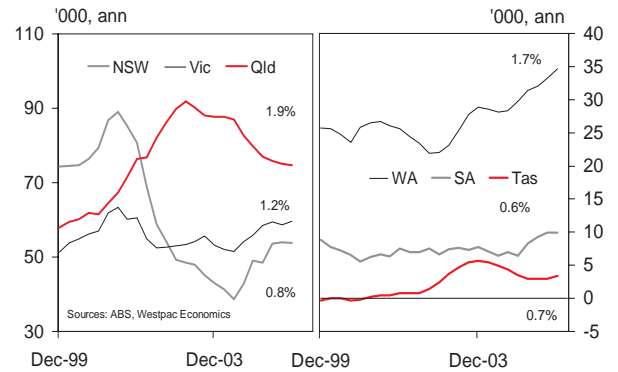 '000, ann
'000, ann
110
90
70
50
30
NSW Vic Qld
1.9%
1.2%
0.8%
Sources: ABS, Westpac Economics
Dec-99
Dec-03
40
35
30
25
20
15
10
5
0
-5
1.7%
WA SA Tas
0.6%
0.7%
Dec-99
Dec-03